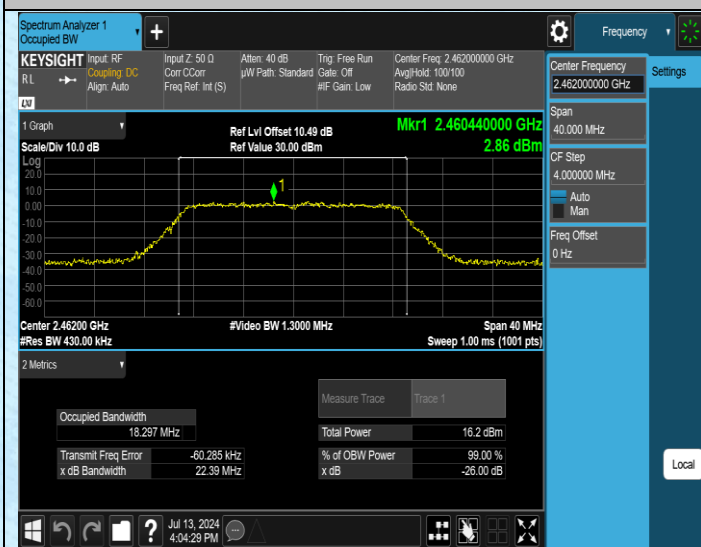 Spectrum Analyzer 1
Occupied BW
Frequency
KEYSIGHT
R L
LXI
Input: RF
Coupling: DC
Align: Auto
Input Z: 50 Ω
Corr CCorr
Freq Ref: Int (S)
Atten: 40 dB
µW Path: Standard
Trig: Free Run
Gate: Off
#IF Gain: Low
Center Freq: 2.462000000 GHz
Avg|Hold: 100/100
Radio Std: None
Center Frequency
2.462000000 GHz
Settings
Span
40.000 MHz
CF Step
4.000000 MHz
Auto
Man
Freq Offset
0 Hz
1 Graph
Scale/Div 10.0 dB
Ref Lvl Offset 10.49 dB
Ref Value 30.00 dBm
Mkr1 2.460440000 GHz
2.86 dBm
Log
20.0
10.0
0.00
-10.0
-20.0
-30.0
-40.0
-50.0
-60.0
1
Center 2.46200 GHz
#Res BW 430.00 kHz
#Video BW 1.3000 MHz
Span 40 MHz
Sweep 1.00 ms (1001 pts)
2 Metrics
Measure Trace
Trace 1
Occupied Bandwidth
18.297 MHz
Total Power
16.2 dBm
Transmit Freq Error
-60.285 kHz
% of OBW Power
99.00 %
x dB Bandwidth
22.39 MHz
x dB
-26.00 dB
Local
?
Jul 13, 2024
4:04:29 PM